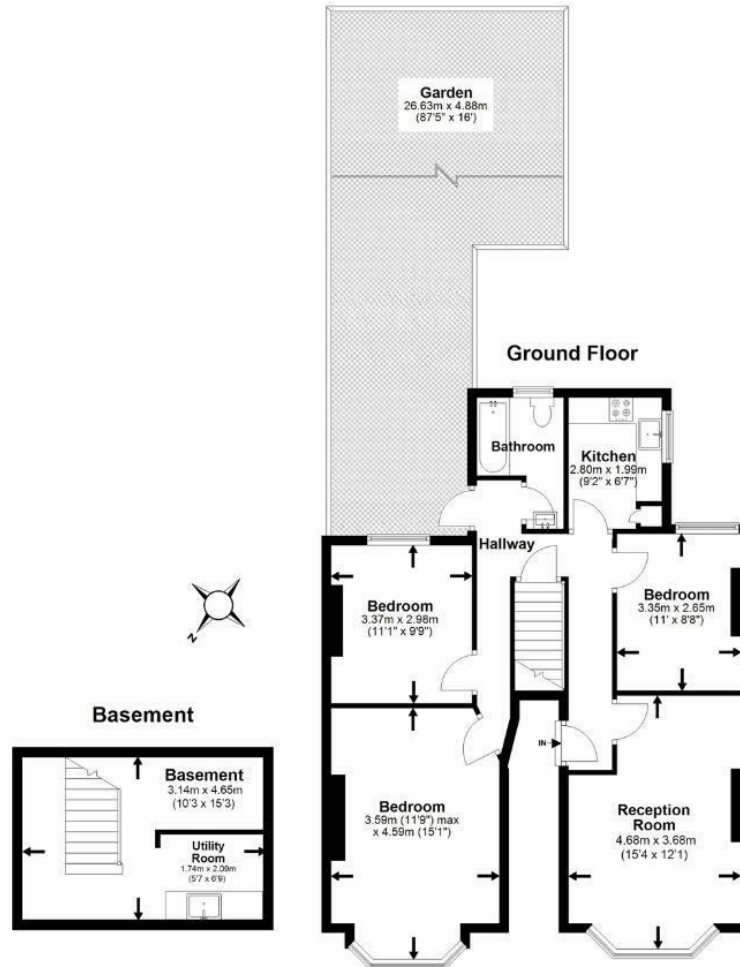 Garden
26.63m x 4.88m
(87'5" x 16')
Ground Floor
Bathroom
Kitchen
2.80m x 1.99m
(9'2" x 6'7")
Hallway
Bedroom
3.37m x 2.98m
(11'1" x 9'9")
Bedroom
3.35m x 2.65m
(11' x 8'8")
N
Basement
Basement
3.14m x 4.65m
(10'3 x 15'3)
Utility
Room
1.74m x 2.09m
(5'7 x 6'9)
IN
Bedroom
3.59m (11'9") max
x 4.59m (15'1")
Reception
Room
4.68m x 3.68m
(15'4 x 12'1)